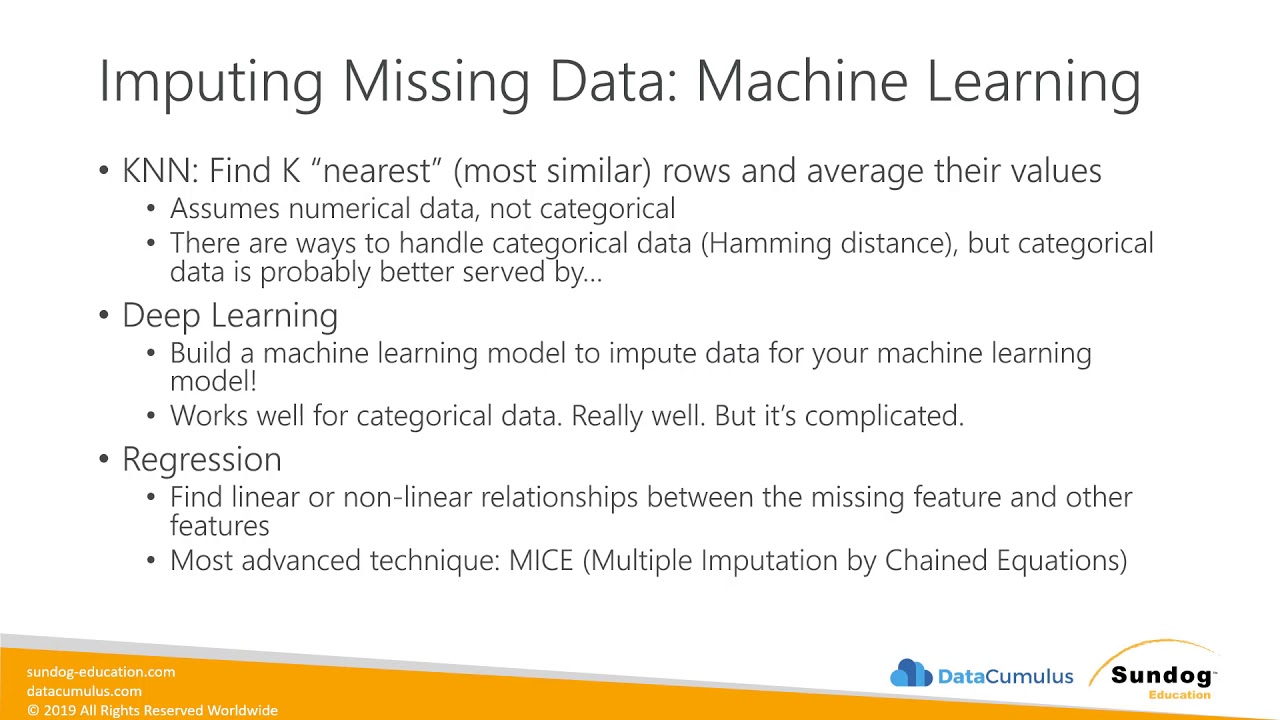 Imputing Missing Data: Machine Learning
• KNN: Find K “nearest” (most similar) rows and average their values
• Assumes numerical data, not categorical
• There are ways to handle categorical data (Hamming distance), but categorical
data is probably better served by…
• Deep Learning
• Build a machine learning model to impute data for your machine learning
model!
• Works well for categorical data. Really well. But it’s complicated.
• Regression
• Find linear or non-linear relationships between the missing feature and other
features
• Most advanced technique: MICE (Multiple Imputation by Chained Equations)
sundog-education.com
datacumulus.com
© 2019 All Rights Reserved Worldwide
DataCumulus
Sundog™
Education